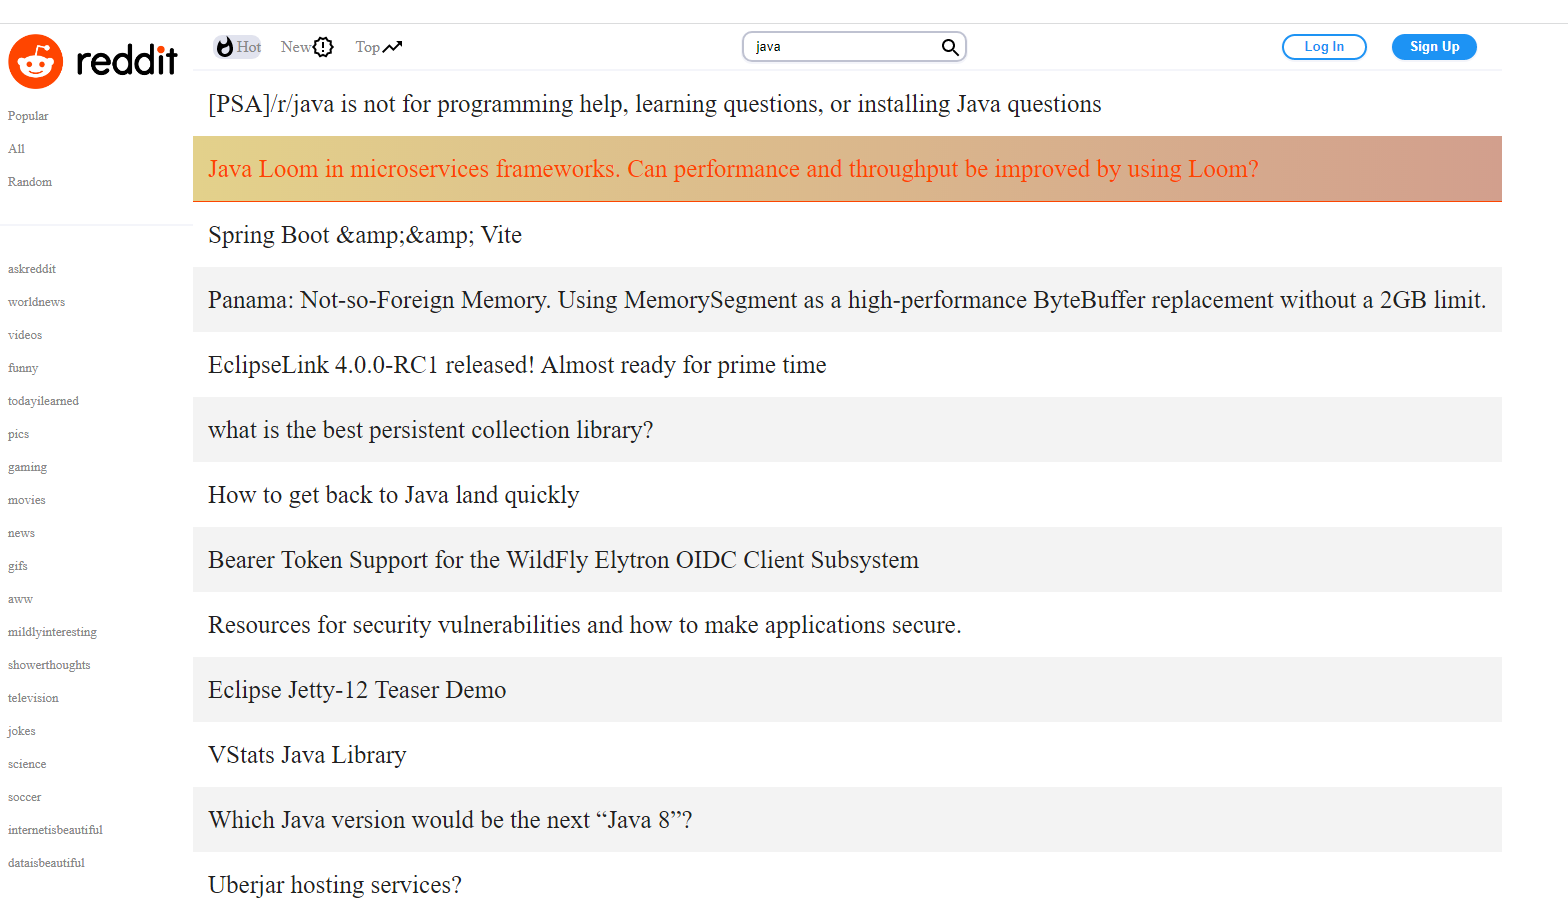 reddit
Hot New Top
java
Log In Sign Up
Popular
All
Random
askreddit
worldnews
videos
funny
todayilearned
pics
gaming
movies
news
gifs
aww
mildlyinteresting
showerthoughts
television
jokes
science
soccer
internetisbeautiful
dataisbeautiful
[PSA]/r/java is not for programming help, learning questions, or installing Java questions
Java Loom in microservices frameworks. Can performance and throughput be improved by using Loom?
Spring Boot &amp;&amp; Vite
Panama: Not-so-Foreign Memory. Using MemorySegment as a high-performance ByteBuffer replacement without a 2GB limit.
EclipseLink 4.0.0-RC1 released! Almost ready for prime time
what is the best persistent collection library?
How to get back to Java land quickly
Bearer Token Support for the WildFly Elytron OIDC Client Subsystem
Resources for security vulnerabilities and how to make applications secure.
Eclipse Jetty-12 Teaser Demo
VStats Java Library
Which Java version would be the next “Java 8”?
Uberjar hosting services?